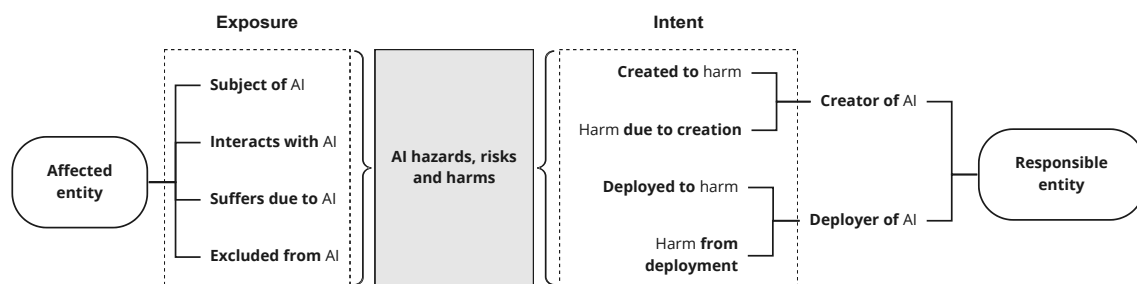 Exposure
Intent
Affected
entity
Subject of AI
Interacts with AI
Suffers due to AI
Excluded from AI
AI hazards, risks
and harms
Created to harm
Harm due to creation
Deployed to harm
Harm from
deployment
Creator of AI
Deployer of AI
Responsible
entity